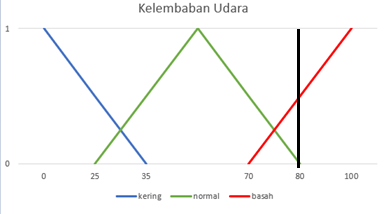 Kelembaban Udara
1
0
0 25 35 70 80 100
kering normal basah